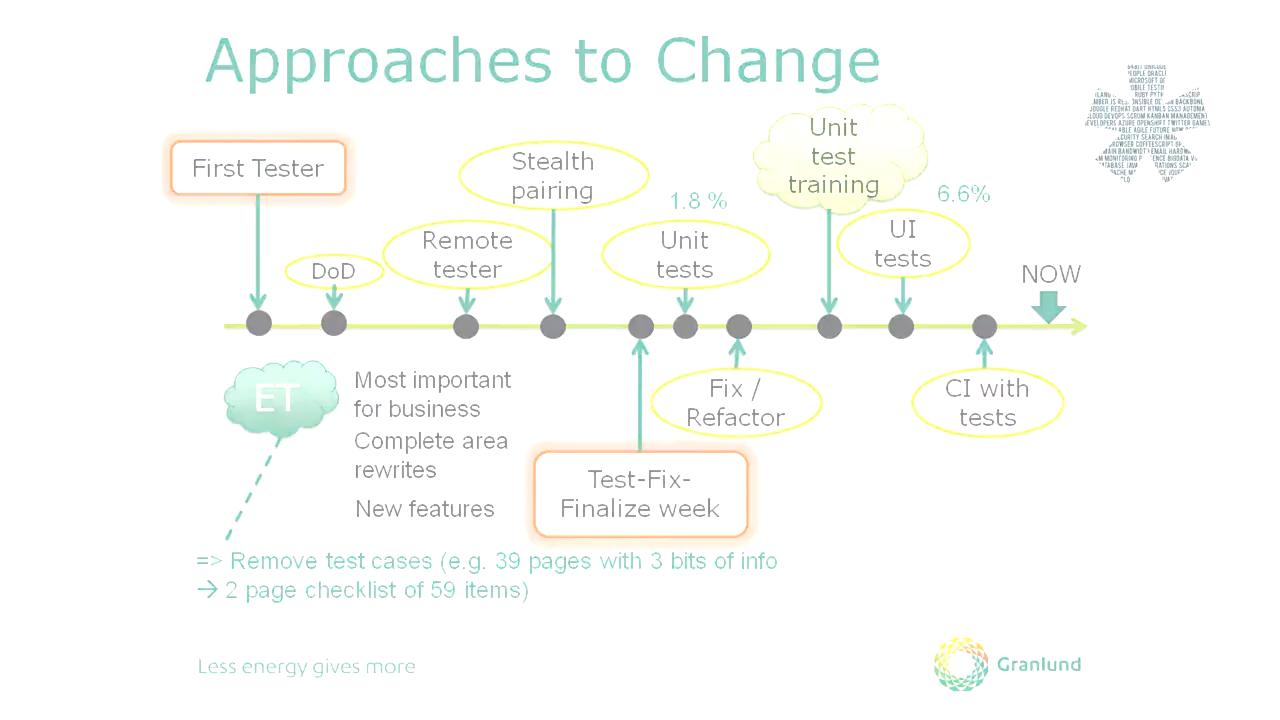 Approaches to Change
First Tester
DoD
Remote
tester
Stealth
pairing
1.8 %
Unit
tests
Unit
test
training
6.6%
UI
tests
NOW
ET
Most important
for business
Complete area
rewrites
New features
Test-Fix-
Finalize week
Fix /
Refactor
CI with
tests
=> Remove test cases (e.g. 39 pages with 3 bits of info
→ 2 page checklist of 59 items)
Less energy gives more
Granlund